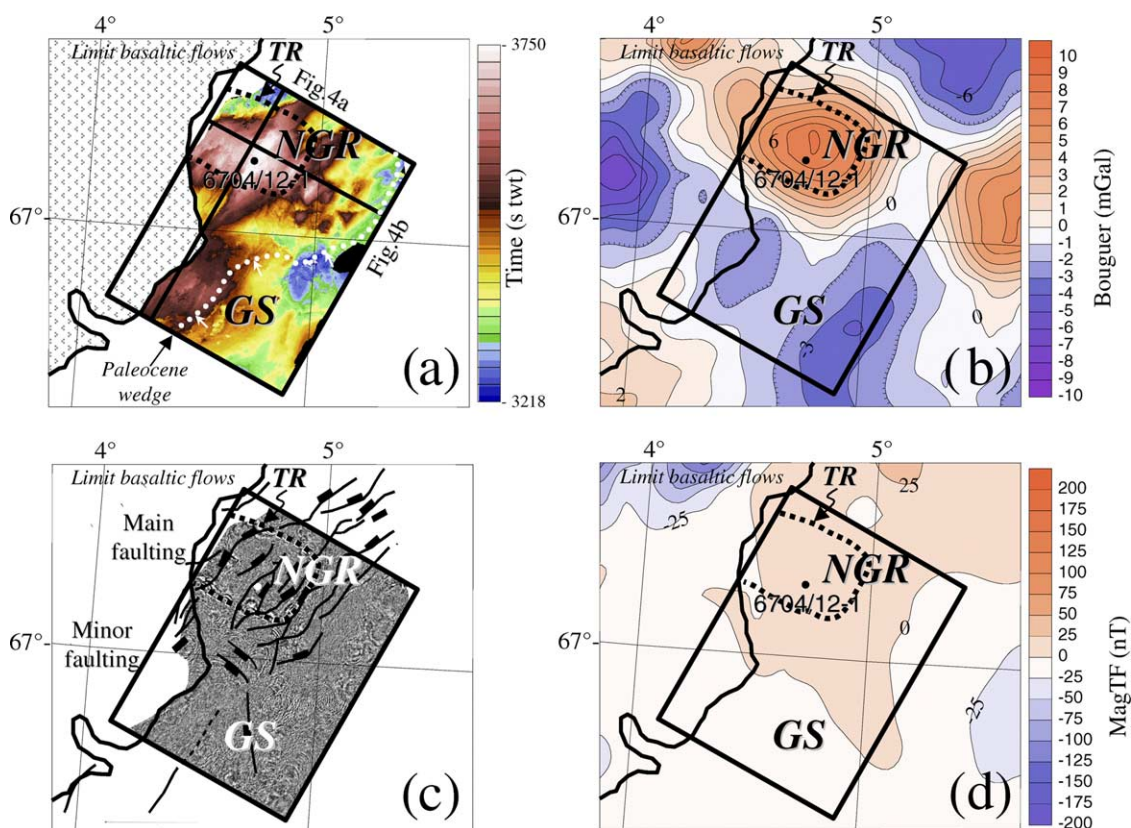 4°
5°
Limit basaltic flows
TR
Fig.4a
NGR
6704/12-1
67°
Fig.4b
GS
Paleocene
wedge
(a)
3750
Time (s twt)
3218
4°
5°
Limit basaltic flows
TR
-6
6
NGR
6704/12-1
0
67°
GS
-3
0
2
(b)
10
9
8
7
6
5
4
3
2
1
0
-1
-2
-3
-4
-5
-6
-7
-8
-9
-10
Bouguer (mGal)
4°
5°
Limit basaltic flows
TR
Main
faulting
NGR
67°
Minor
faulting
GS
(c)
4°
5°
Limit basaltic flows
TR
25
-25
NGR
6704/12-1
0
67°
-25
GS
(d)
200
175
150
125
100
75
50
25
0
-25
-50
-75
-100
-125
-150
-175
-200
MagTF (nT)